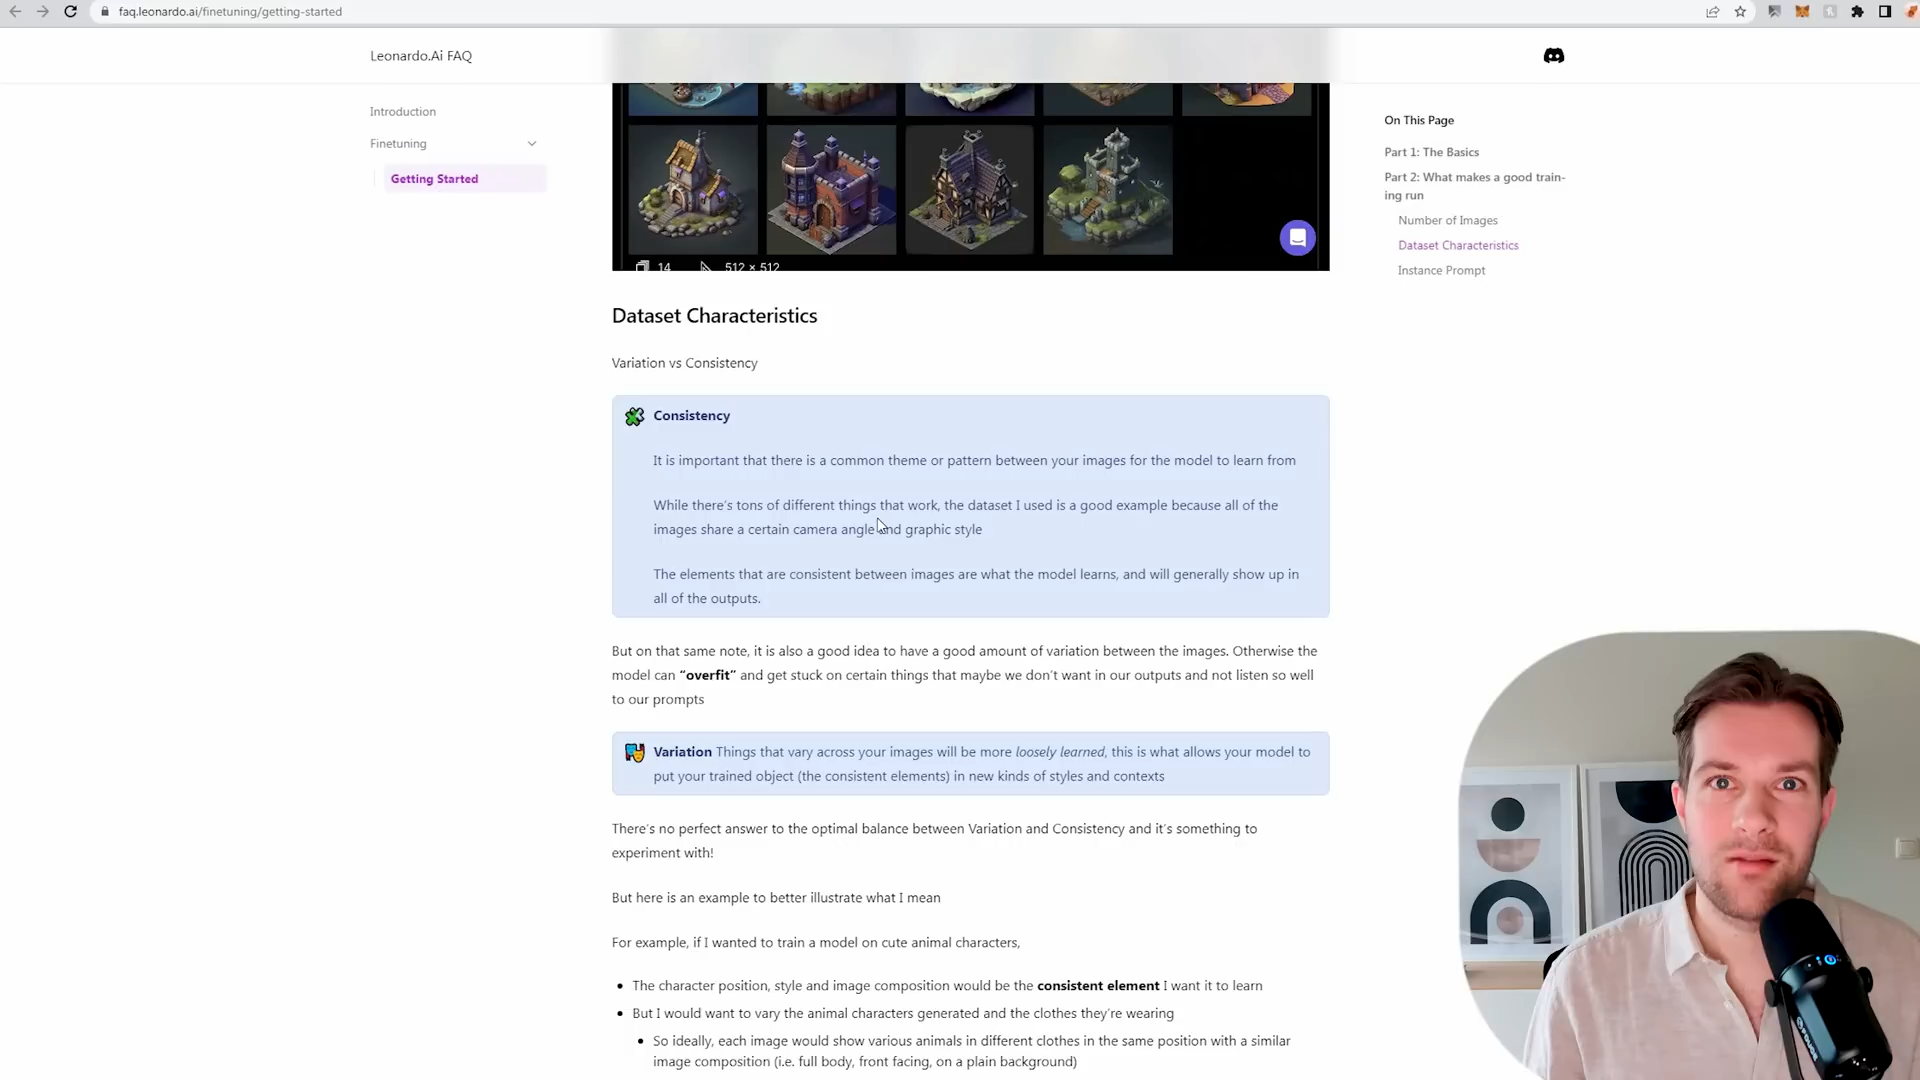 faq.leonardo.ai/finetuning/getting-started
Leonardo.Ai FAQ
Introduction
Finetuning
Getting Started
14 512 × 512
On This Page
Part 1: The Basics
Part 2: What makes a good train-
ing run
Number of Images
Dataset Characteristics
Instance Prompt
Dataset Characteristics
Variation vs Consistency
Consistency
It is important that there is a common theme or pattern between your images for the model to learn from
While there's tons of different things that work, the dataset I used is a good example because all of the
images share a certain camera angle and graphic style
The elements that are consistent between images are what the model learns, and will generally show up in
all of the outputs.
But on that same note, it is also a good idea to have a good amount of variation between the images. Otherwise the
model can “overfit” and get stuck on certain things that maybe we don't want in our outputs and not listen so well
to our prompts
Variation Things that vary across your images will be more loosely learned, this is what allows your model to
put your trained object (the consistent elements) in new kinds of styles and contexts
There's no perfect answer to the optimal balance between Variation and Consistency and it's something to
experiment with!
But here is an example to better illustrate what I mean
For example, if I wanted to train a model on cute animal characters,
The character position, style and image composition would be the consistent element I want it to learn
But I would want to vary the animal characters generated and the clothes they're wearing
So ideally, each image would show various animals in different clothes in the same position with a similar
image composition (i.e. full body, front facing, on a plain background)